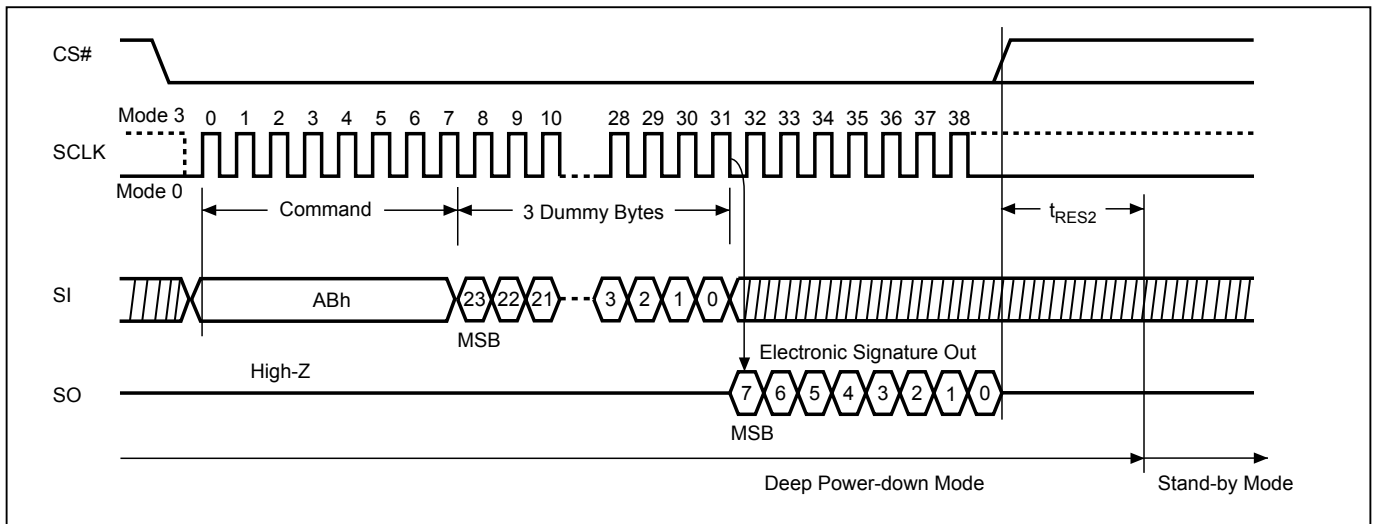 CS#
Mode 3
0 1 2 3 4 5 6 7 8 9 10 28 29 30 31 32 33 34 35 36 37 38
SCLK
Mode 0
Command
3 Dummy Bytes
tRES2
SI
ABh
23 22 21 3 2 1 0
MSB
Electronic Signature Out
High-Z
SO
7 6 5 4 3 2 1 0
MSB
Deep Power-down Mode
Stand-by Mode